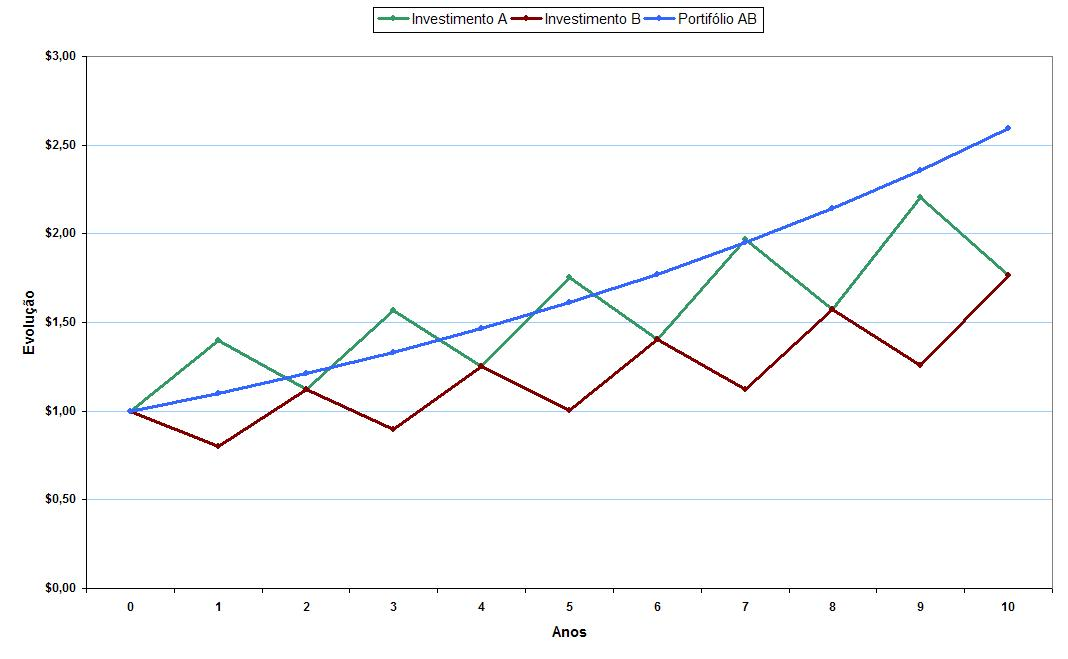 Investimento A Investimento B Portifólio AB
$3,00
$2,50
$2,00
$1,50
$1,00
$0,50
$0,00
Evolução
0 1 2 3 4 5 6 7 8 9 10
Anos